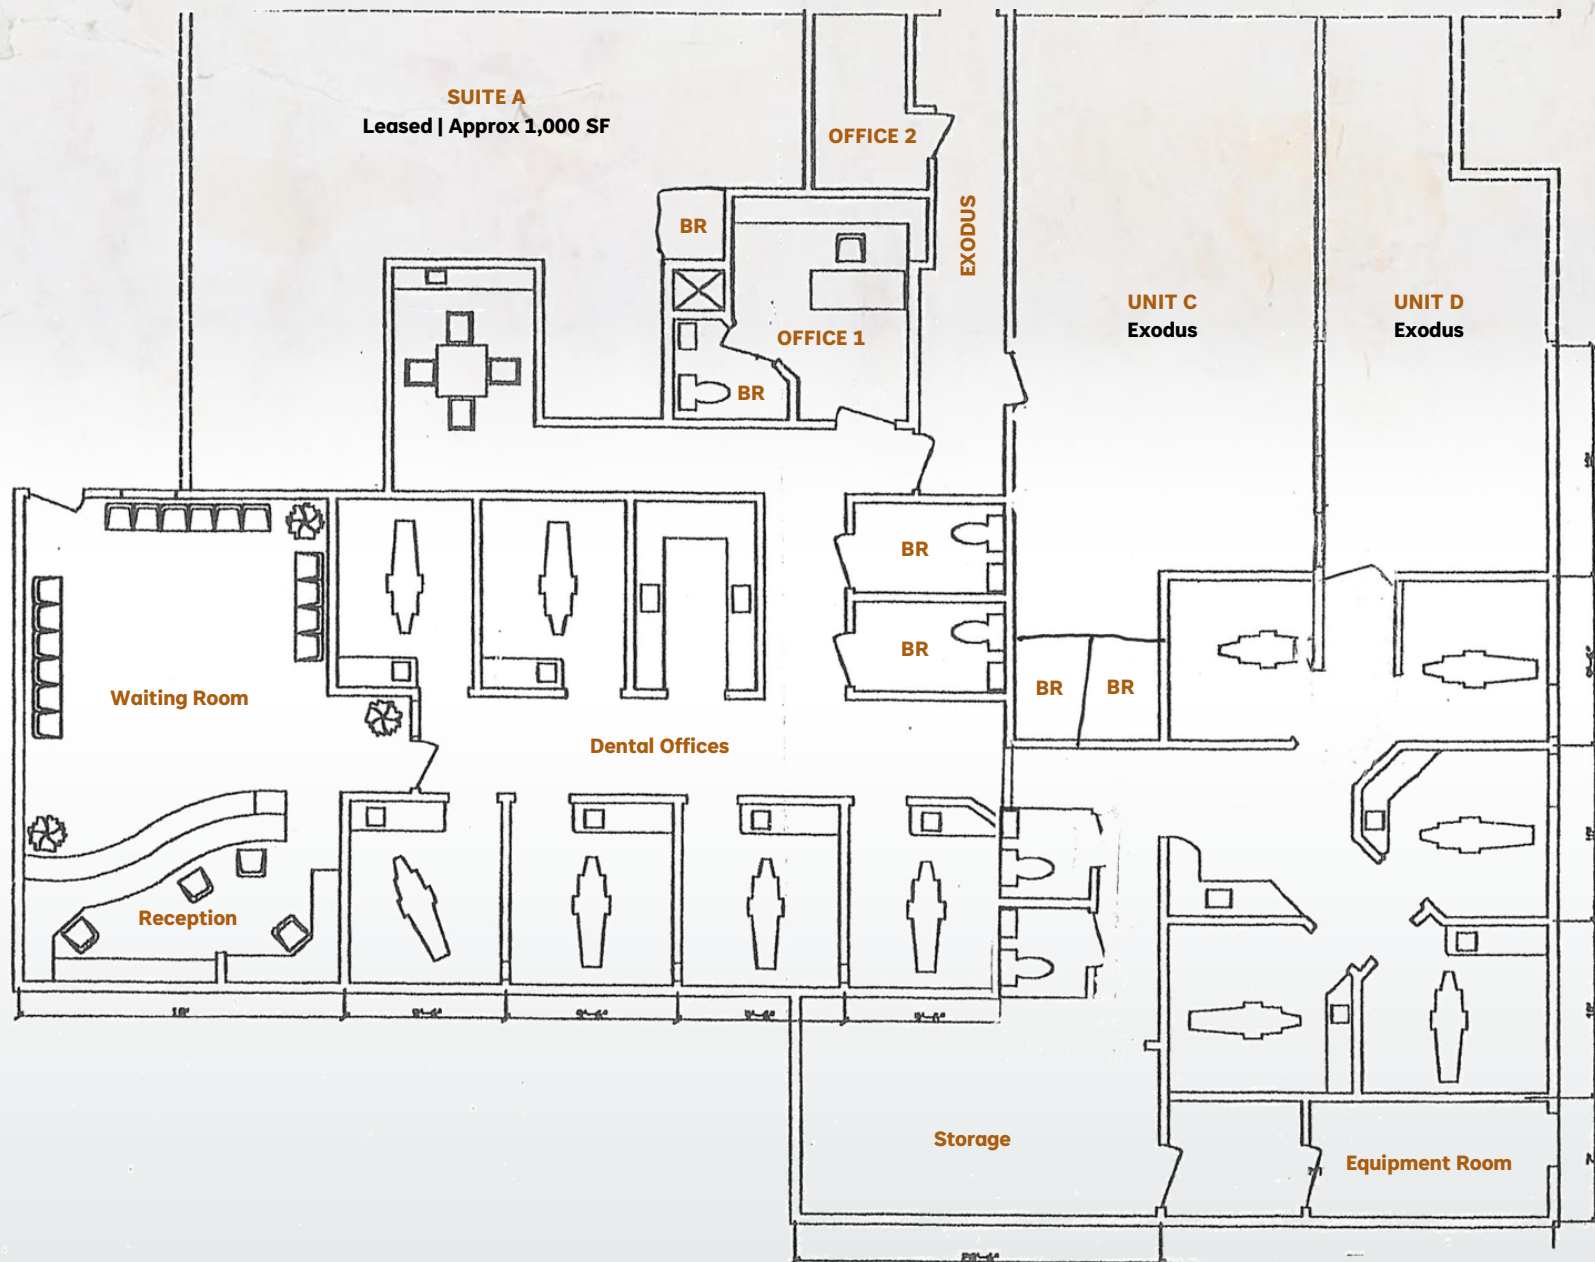 SUITE A
Leased | Approx 1,000 SF
OFFICE 2
BR
EXODUS
OFFICE 1
BR
UNIT C
Exodus
UNIT D
Exodus
BR
BR
BR
BR
Waiting Room
Dental Offices
Reception
Storage
Equipment Room